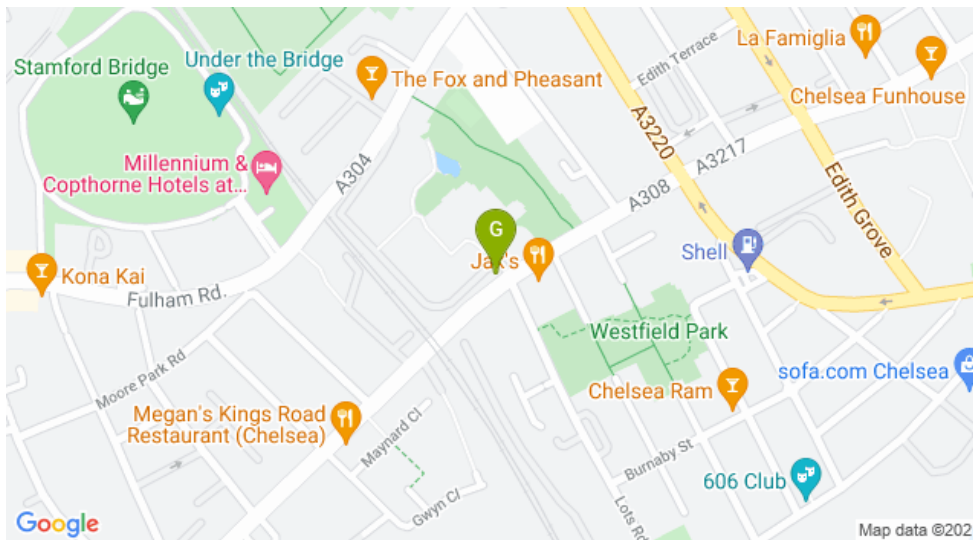 La Famiglia
Edith Terrace
Under the Bridge
Stamford Bridge
The Fox and Pheasant
Chelsea Funhouse
A3220
A3217
Millennium &
Copthorne Hotels at...
A304
A308
Edith Grove
G
Shell
Kona Kai
Fulham Rd.
Westfield Park
Moore Park Rd
sofa.com Chelsea
Chelsea Ram
Megan's Kings Road
Restaurant (Chelsea)
Maynard Cl
Burnaby St
606 Club
Gwyn Cl
Lots
Google
Map data ©202